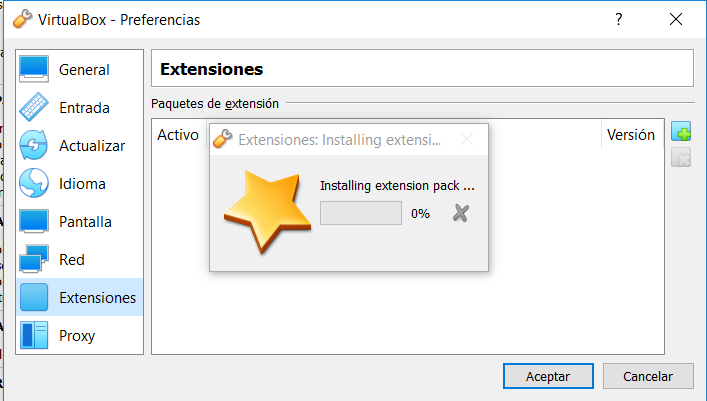 VirtualBox - Preferencias
General
Entrada
Actualizar
Idioma
Pantalla
Red
Extensiones
Proxy
Extensiones
Paquetes de extensión
Activo
Versión
Extensiones: Installing extensi...
Installing extension pack ...
0%
Aceptar
Cancelar